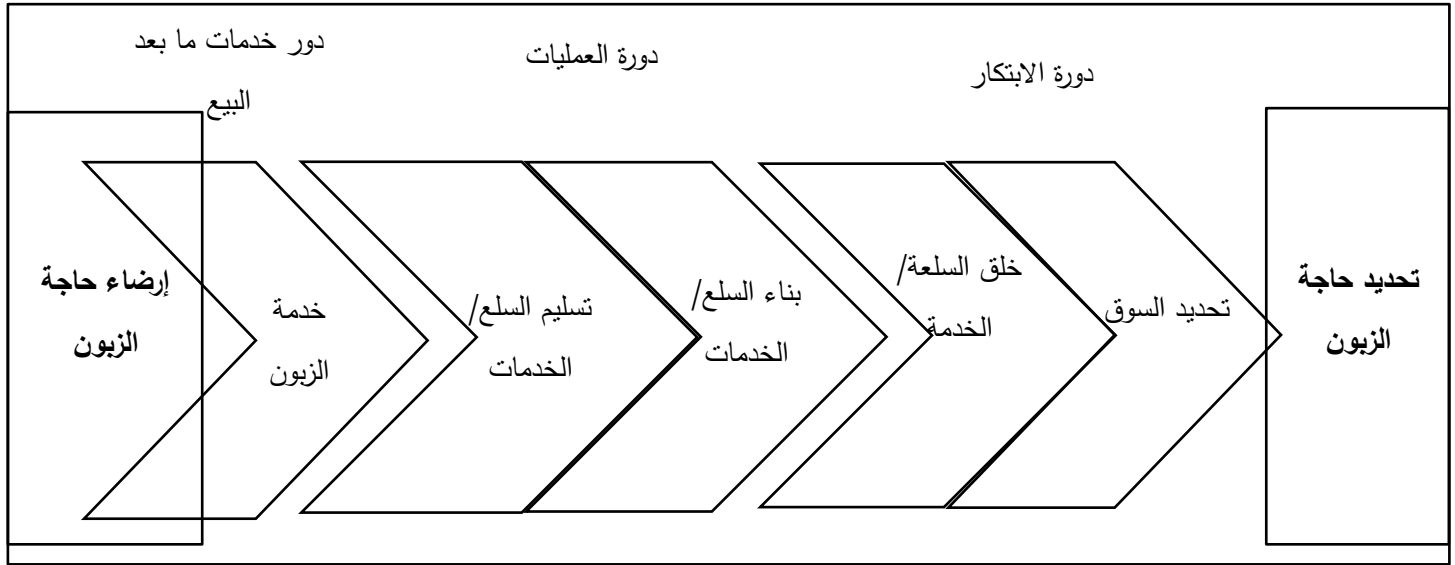 دورة الابتكار
دورة العمليات
دور خدمات ما بعد
البيع
تحديد حاجة
الزبون
تحديد السوق
خلق السلعة/
الخدمة
بناء السلع/
الخدمات
تسليم السلع/
الخدمات
خدمة
الزبون
إرضاء حاجة
الزبون